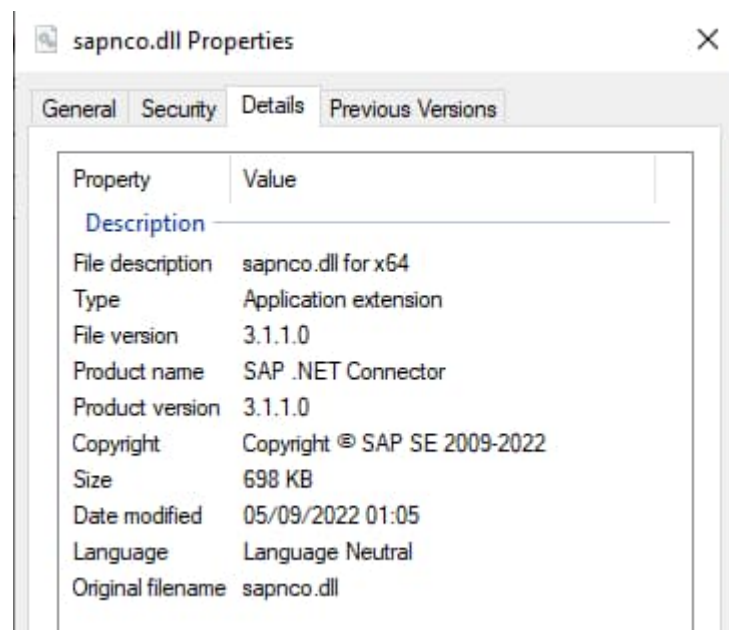 sapnco.dll Properties
General Security Details Previous Versions
Property Value
Description
File description sapnco.dll for x64
Type Application extension
File version 3.1.1.0
Product name SAP .NET Connector
Product version 3.1.1.0
Copyright Copyright © SAP SE 2009-2022
Size 698 KB
Date modified 05/09/2022 01:05
Language Language Neutral
Original filename sapnco.dll